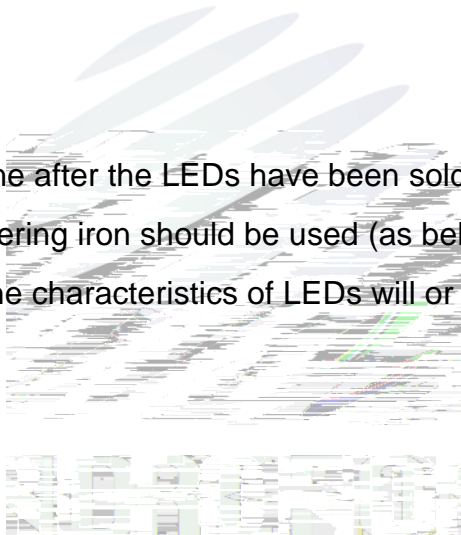 ne after the LEDs have been sold
ering iron should be used (as bel
ne characteristics of LEDs will or